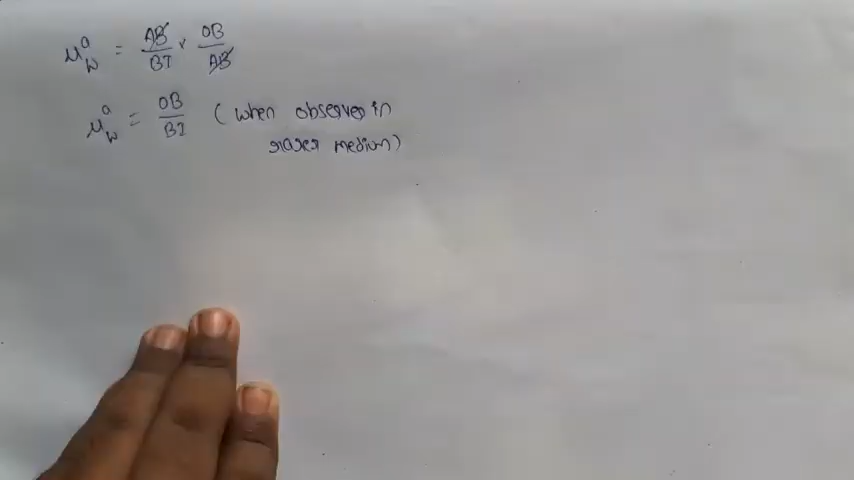 μ^a_w = AB/BI × OB/AB
μ^a_w = OB/BI (when observer in
rarer medium)